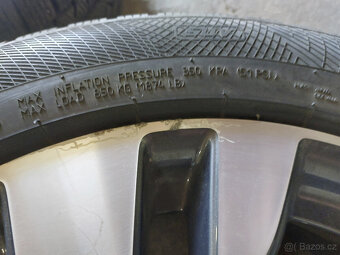 MAX INFLATION PRESSURE 350 KPA (51 PSI)
MAX LOAD 850 KG (1874 LB)
© bazos.cz